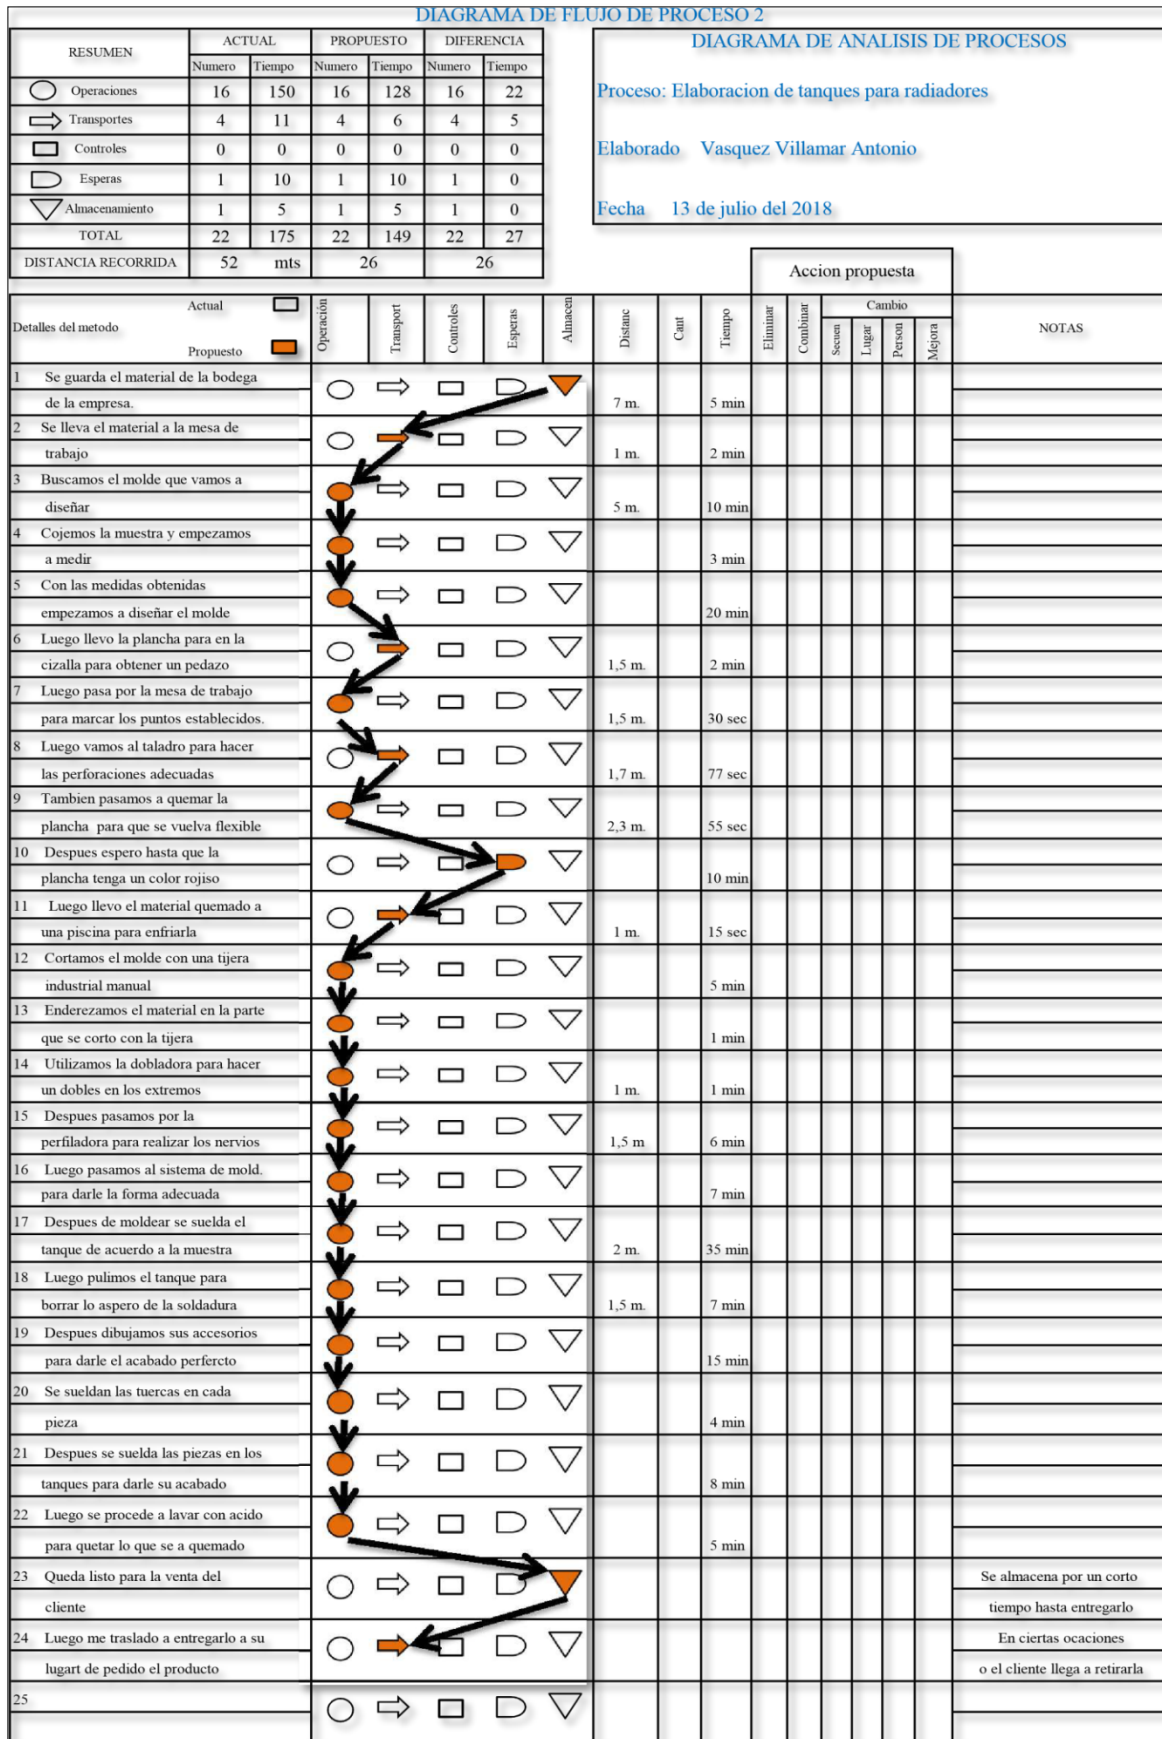 DIAGRAMA DE FLUJO DE PROCESO 2
RESUMEN ACTUAL PROPUESTO DIFERENCIA
Numero Tiempo Numero Tiempo Numero Tiempo
Operaciones 16 150 16 128 16 22
Transportes 4 11 4 6 4 5
Controles 0 0 0 0 0 0
Esperas 1 10 1 10 1 0
Almacenamiento 1 5 1 5 1 0
TOTAL 22 175 22 149 22 27
DISTANCIA RECORRIDA 52 mts 26 26
DIAGRAMA DE ANALISIS DE PROCESOS
Proceso: Elaboracion de tanques para radiadores
Elaborado Vasquez Villamar Antonio
Fecha 13 de julio del 2018
Accion propuesta
Detalles del metodo Actual Propuesto
Operación Transport Controles Esperas Almacen Distanc Cant Tiempo Eliminar Combinar Cambio NOTAS
Secuen Lugar Person Mejora
1 Se guarda el material de la bodega
de la empresa. 7 m. 5 min
2 Se lleva el material a la mesa de
trabajo 1 m. 2 min
3 Buscamos el molde que vamos a
diseñar 5 m. 10 min
4 Cojemos la muestra y empezamos
a medir 3 min
5 Con las medidas obtenidas
empezamos a diseñar el molde 20 min
6 Luego llevo la plancha para en la
cizalla para obtener un pedazo 1,5 m. 2 min
7 Luego pasa por la mesa de trabajo
para marcar los puntos establecidos. 1,5 m. 30 sec
8 Luego vamos al taladro para hacer
las perforaciones adecuadas 1,7 m. 77 sec
9 Tambien pasamos a quemar la
plancha para que se vuelva flexible 2,3 m. 55 sec
10 Despues espero hasta que la
plancha tenga un color rojiso 10 min
11 Luego llevo el material quemado a
una piscina para enfriarla 1 m. 15 sec
12 Cortamos el molde con una tijera
industrial manual 5 min
13 Enderezamos el material en la parte
que se corto con la tijera 1 min
14 Utilizamos la dobladora para hacer
un dobles en los extremos 1 m. 1 min
15 Despues pasamos por la
perfiladora para realizar los nervios 1,5 m 6 min
16 Luego pasamos al sistema de mold.
para darle la forma adecuada 7 min
17 Despues de moldear se suelda el
tanque de acuerdo a la muestra 2 m. 35 min
18 Luego pulimos el tanque para
borrar lo aspero de la soldadura 1,5 m. 7 min
19 Despues dibujamos sus accesorios
para darle el acabado perfercto 15 min
20 Se sueldan las tuercas en cada
pieza 4 min
21 Despues se suelda las piezas en los
tanques para darle su acabado 8 min
22 Luego se procede a lavar con acido
para quetar lo que se a quemado 5 min
23 Queda listo para la venta del Se almacena por un corto
cliente tiempo hasta entregarlo
24 Luego me traslado a entregarlo a su En ciertas ocaciones
lugart de pedido el producto o el cliente llega a retirarla
25